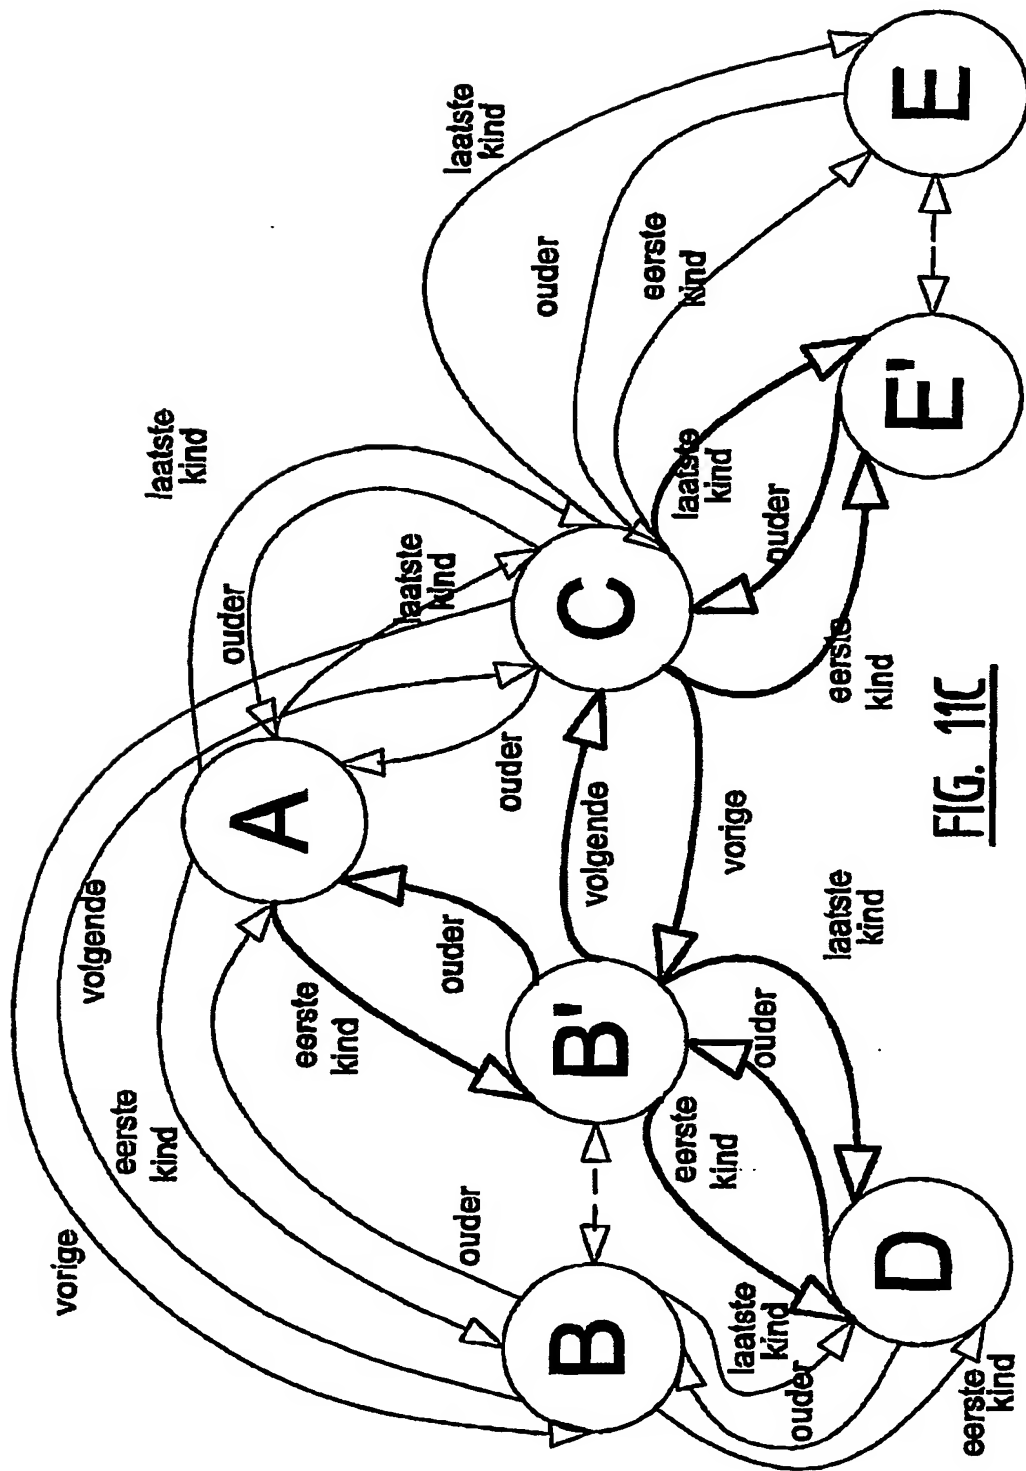 vorige
volgende
eerste
kind
ouder
laatste
kind
A
ouder
laatste
kind
eerste
kind
ouder
ouder
laatste
kind
ouder
eerste
kind
B
B'
volgende
C
vorige
laatste
kind
ouder
E
E'
eerste
kind
eerste
kind
ouder
laatste
kind
laatste
kind
ouder
D
eerste
kind
FIG. 11C